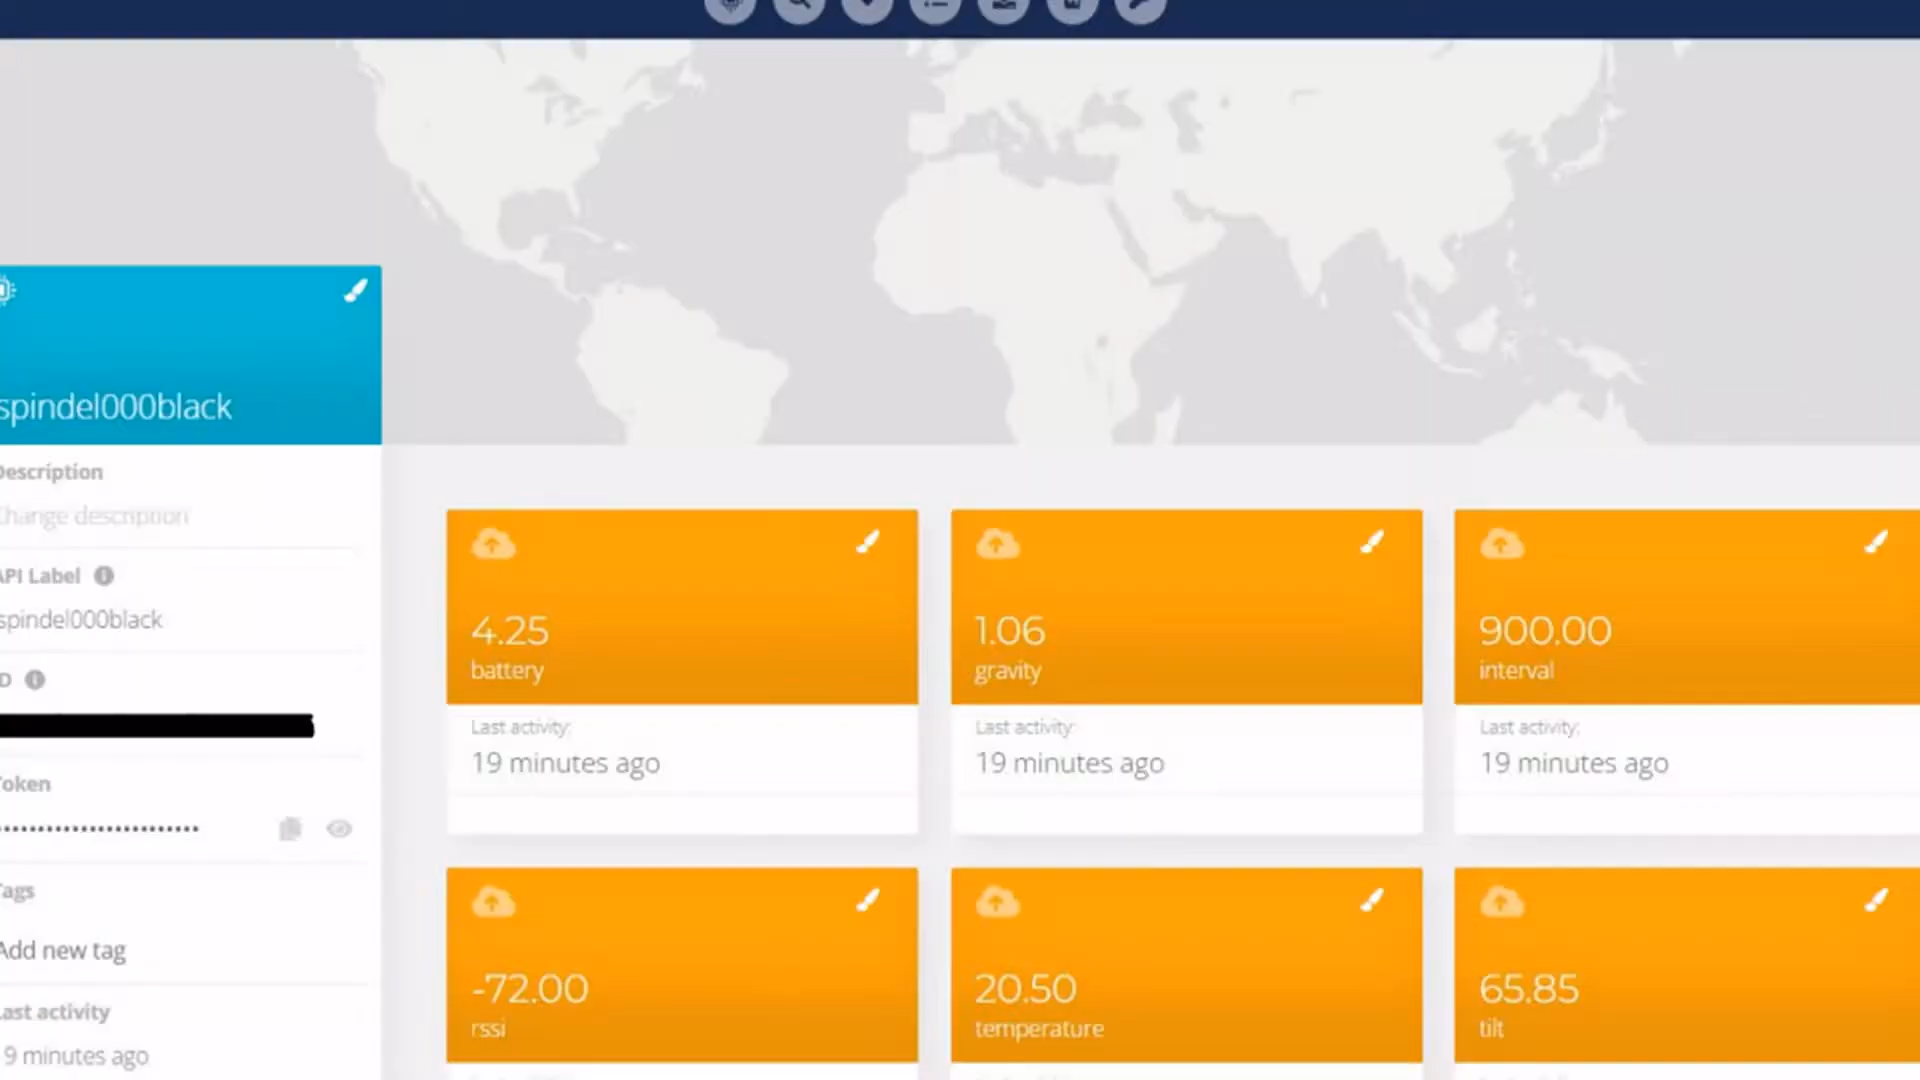 spindel000black
Description
Change description
API Label
spindel000black
ID
Token
Tags
Add new tag
Last activity
9 minutes ago
4.25
battery
Last activity:
19 minutes ago
1.06
gravity
Last activity:
19 minutes ago
900.00
interval
Last activity:
19 minutes ago
-72.00
rssi
20.50
temperature
65.85
tilt